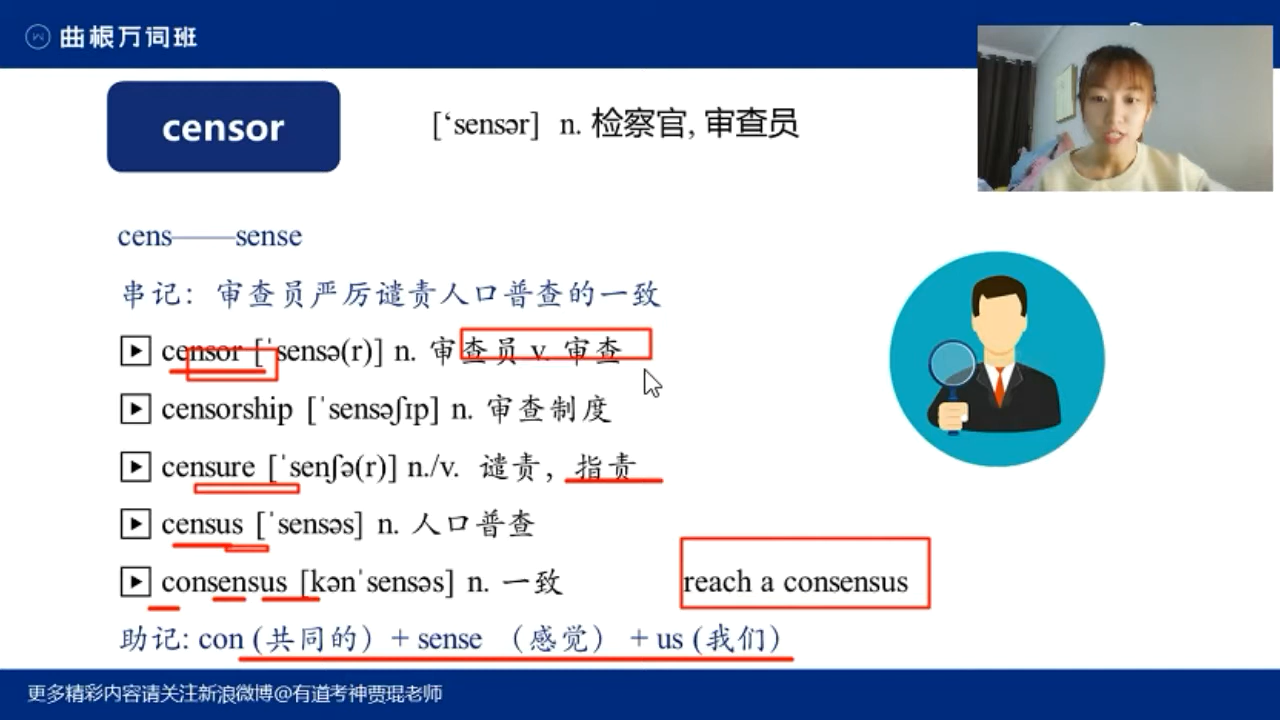 曲根万词班
censor
[‘sensər] n. 检察官, 审查员
cens——sense
串记：审查员严厉谴责人口普查的一致
censor [ˈsensə(r)] n. 审查员 v. 审查
censorship [ˈsensəʃɪp] n. 审查制度
censure [ˈsenʃə(r)] n./v. 谴责，指责
census [ˈsensəs] n. 人口普查
consensus [kənˈsensəs] n. 一致
reach a consensus
助记: con (共同的）+ sense （感觉）+ us (我们）
更多精彩内容请关注新浪微博@有道考神贾琨老师